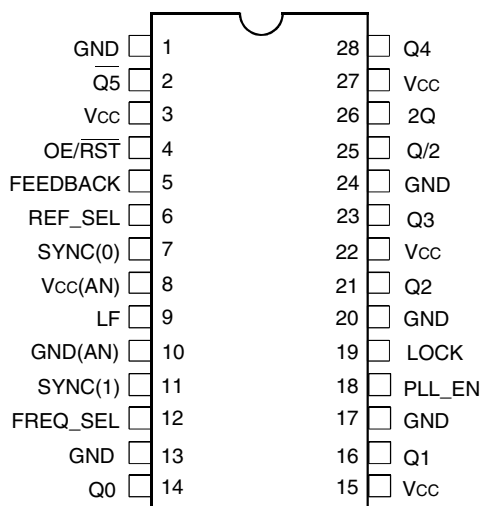 GND 1 28 Q4
Q̅5̅ 2 27 VCC
VCC 3 26 2Q
OE/R̅S̅T̅ 4 25 Q/2
FEEDBACK 5 24 GND
REF_SEL 6 23 Q3
SYNC(0) 7 22 VCC
VCC(AN) 8 21 Q2
LF 9 20 GND
GND(AN) 10 19 LOCK
SYNC(1) 11 18 PLL_EN
FREQ_SEL 12 17 GND
GND 13 16 Q1
Q0 14 15 VCC